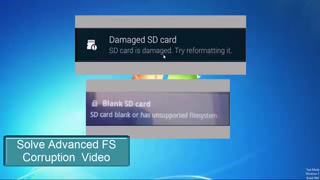 Damaged SD card
SD card is damaged. Try reformatting it.
Blank SD card
SD card blank or has unsupported filesystem.
Solve Advanced FS
Corruption Video